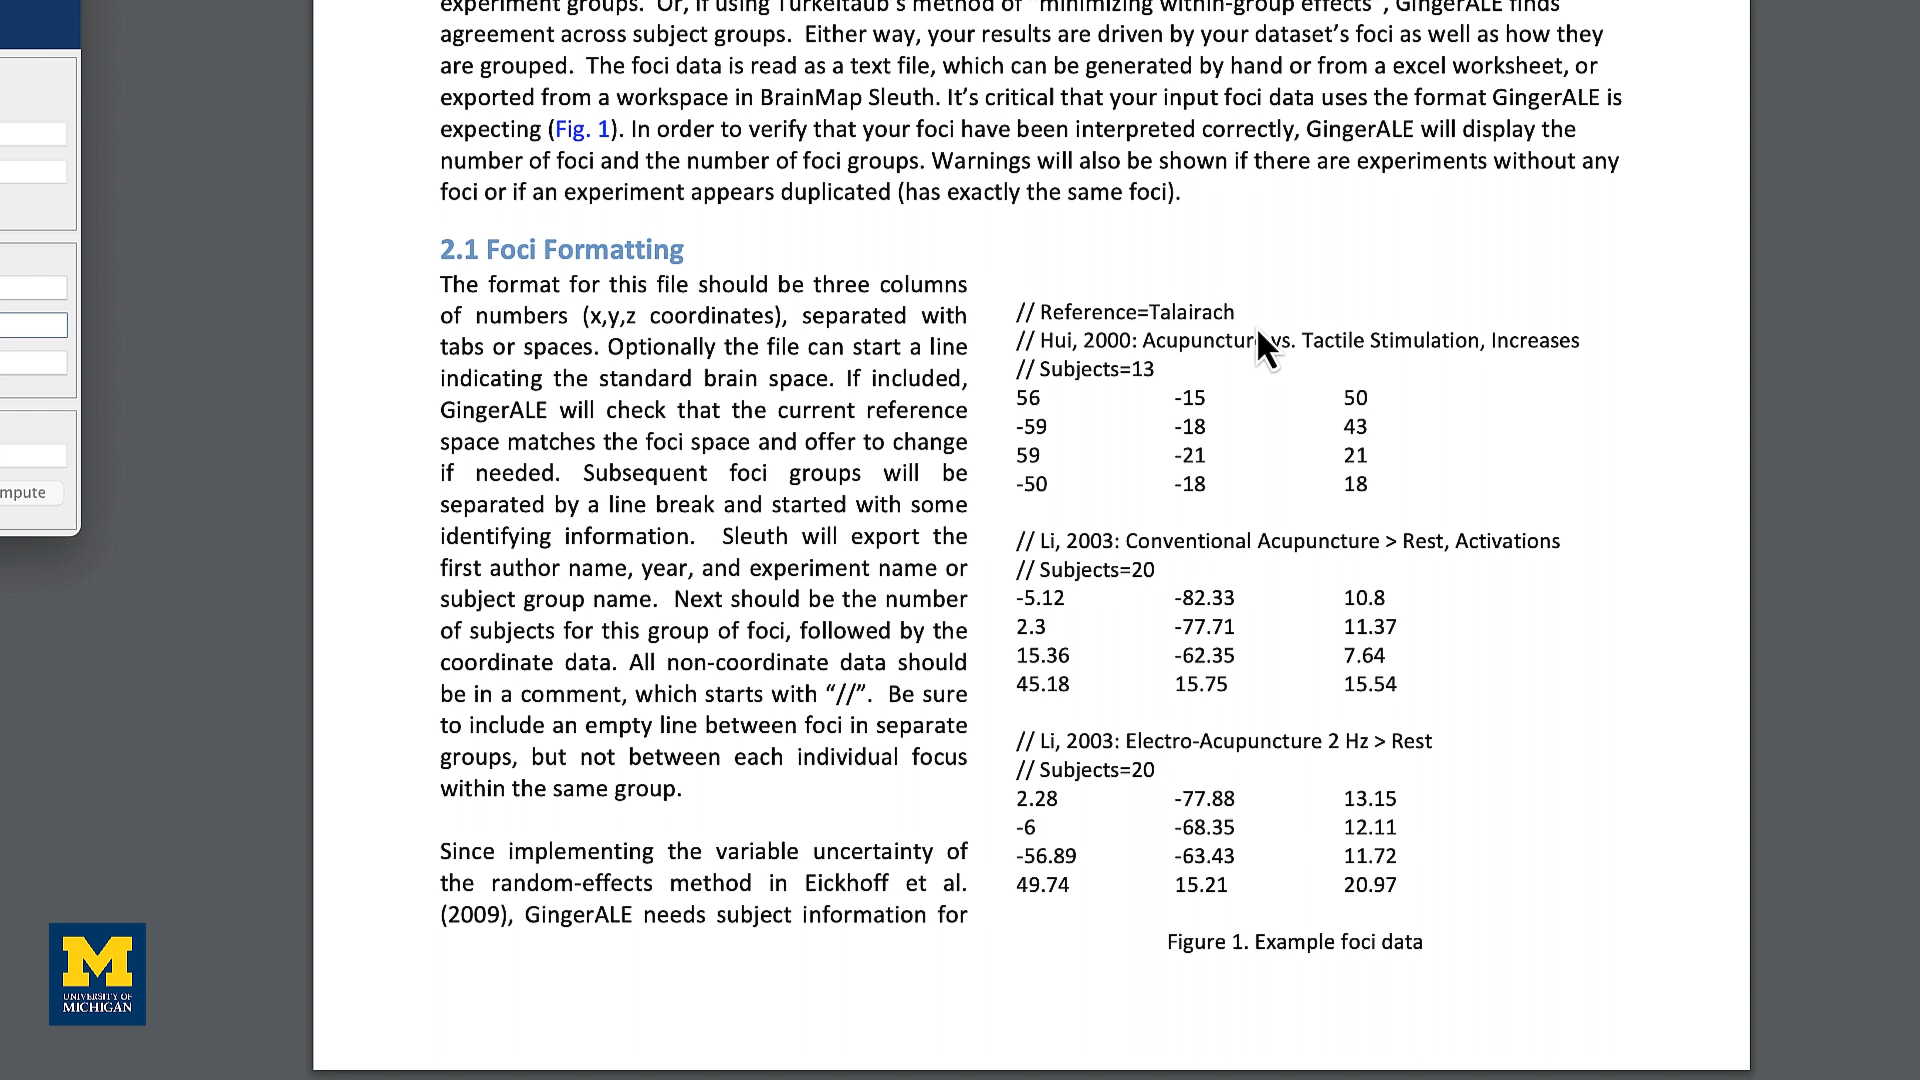 experiment groups. Or, if using Turkeltaub's method of "minimizing within-group effects", GingerALE finds
agreement across subject groups. Either way, your results are driven by your dataset's foci as well as how they
are grouped. The foci data is read as a text file, which can be generated by hand or from a excel worksheet, or
exported from a workspace in BrainMap Sleuth. It's critical that your input foci data uses the format GingerALE is
expecting (Fig. 1). In order to verify that your foci have been interpreted correctly, GingerALE will display the
number of foci and the number of foci groups. Warnings will also be shown if there are experiments without any
foci or if an experiment appears duplicated (has exactly the same foci).
2.1 Foci Formatting
The format for this file should be three columns
of numbers (x,y,z coordinates), separated with
tabs or spaces. Optionally the file can start a line
indicating the standard brain space. If included,
GingerALE will check that the current reference
space matches the foci space and offer to change
if needed. Subsequent foci groups will be
separated by a line break and started with some
identifying information. Sleuth will export the
first author name, year, and experiment name or
subject group name. Next should be the number
of subjects for this group of foci, followed by the
coordinate data. All non-coordinate data should
be in a comment, which starts with “//”. Be sure
to include an empty line between foci in separate
groups, but not between each individual focus
within the same group.
Since implementing the variable uncertainty of
the random-effects method in Eickhoff et al.
(2009), GingerALE needs subject information for
// Reference=Talairach
// Hui, 2000: Acupuncture vs. Tactile Stimulation, Increases
// Subjects=13
56 -15 50
-59 -18 43
59 -21 21
-50 -18 18
// Li, 2003: Conventional Acupuncture > Rest, Activations
// Subjects=20
-5.12 -82.33 10.8
2.3 -77.71 11.37
15.36 -62.35 7.64
45.18 15.75 15.54
// Li, 2003: Electro-Acupuncture 2 Hz > Rest
// Subjects=20
2.28 -77.88 13.15
-6 -68.35 12.11
-56.89 -63.43 11.72
49.74 15.21 20.97
Figure 1. Example foci data
mpute
M
UNIVERSITY OF
MICHIGAN